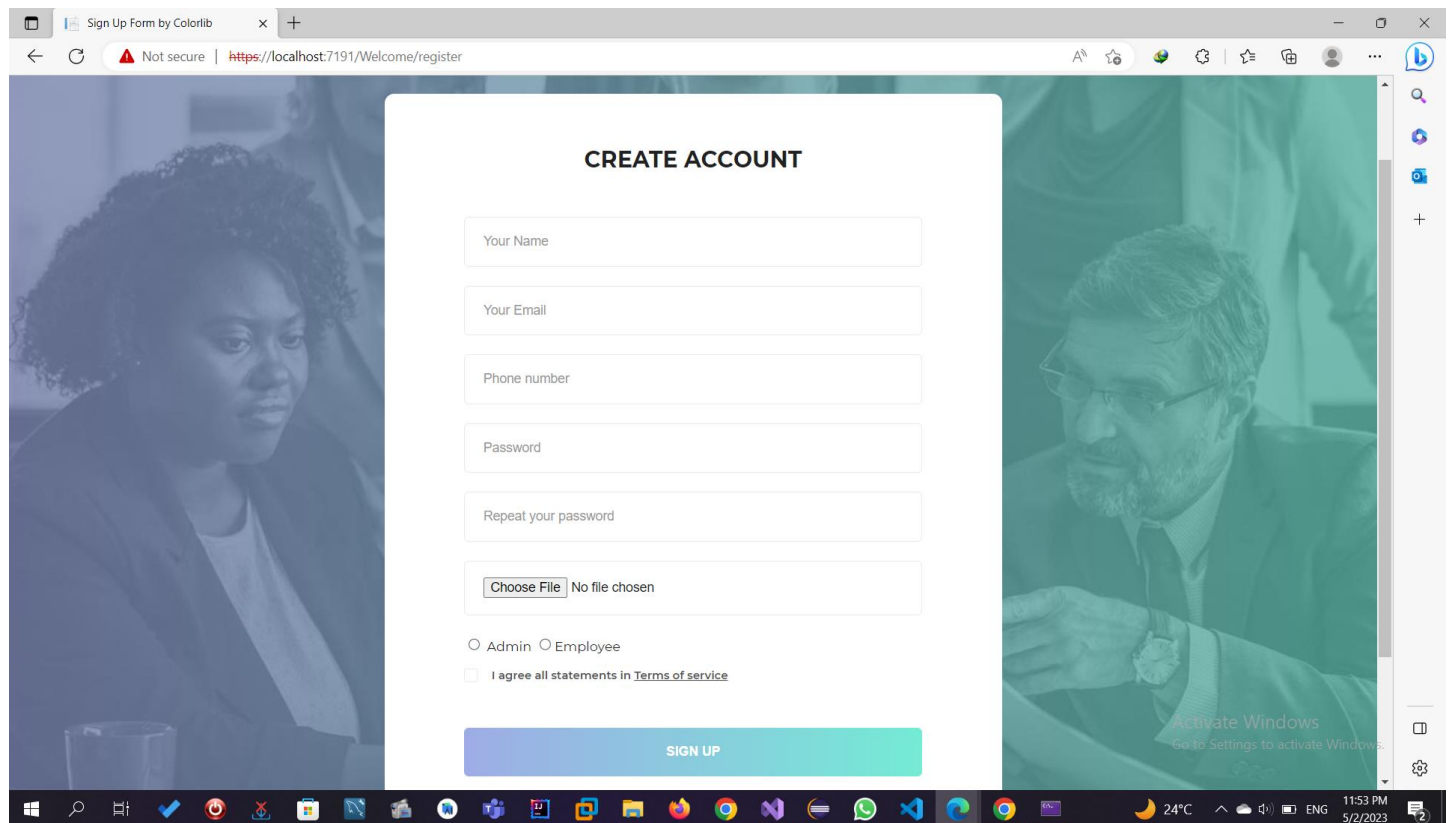 Sign Up Form by Colorlib
Not secure https://localhost:7191/Welcome/register
CREATE ACCOUNT
Your Name
Your Email
Phone number
Password
Repeat your password
Choose File No file chosen
Admin Employee
I agree all statements in Terms of service
SIGN UP
Activate Windows
Go to Settings to activate Windows.
24°C ENG 11:53 PM
5/2/2023
2